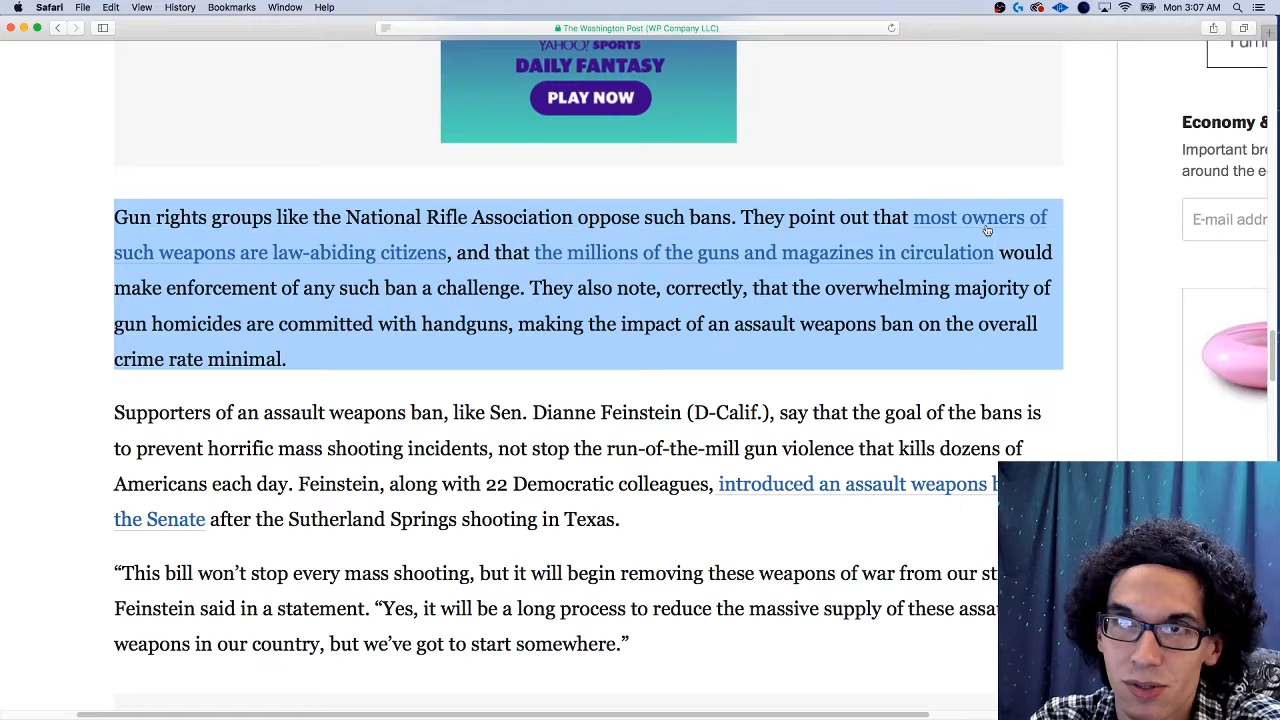 Safari File Edit View History Bookmarks Window Help
Mon 3:07 AM
The Washington Post (WP Company LLC)
YAHOO! SPORTS
DAILY FANTASY
PLAY NOW
Gun rights groups like the National Rifle Association oppose such bans. They point out that most owners of
such weapons are law-abiding citizens, and that the millions of the guns and magazines in circulation would
make enforcement of any such ban a challenge. They also note, correctly, that the overwhelming majority of
gun homicides are committed with handguns, making the impact of an assault weapons ban on the overall
crime rate minimal.
Supporters of an assault weapons ban, like Sen. Dianne Feinstein (D-Calif.), say that the goal of the bans is
to prevent horrific mass shooting incidents, not stop the run-of-the-mill gun violence that kills dozens of
Americans each day. Feinstein, along with 22 Democratic colleagues, introduced an assault weapons
the Senate after the Sutherland Springs shooting in Texas.
“This bill won’t stop every mass shooting, but it will begin removing these weapons of war from our st
Feinstein said in a statement. “Yes, it will be a long process to reduce the massive supply of these assa
weapons in our country, but we’ve got to start somewhere.”
Economy &
Important bre
around the e
E-mail addr